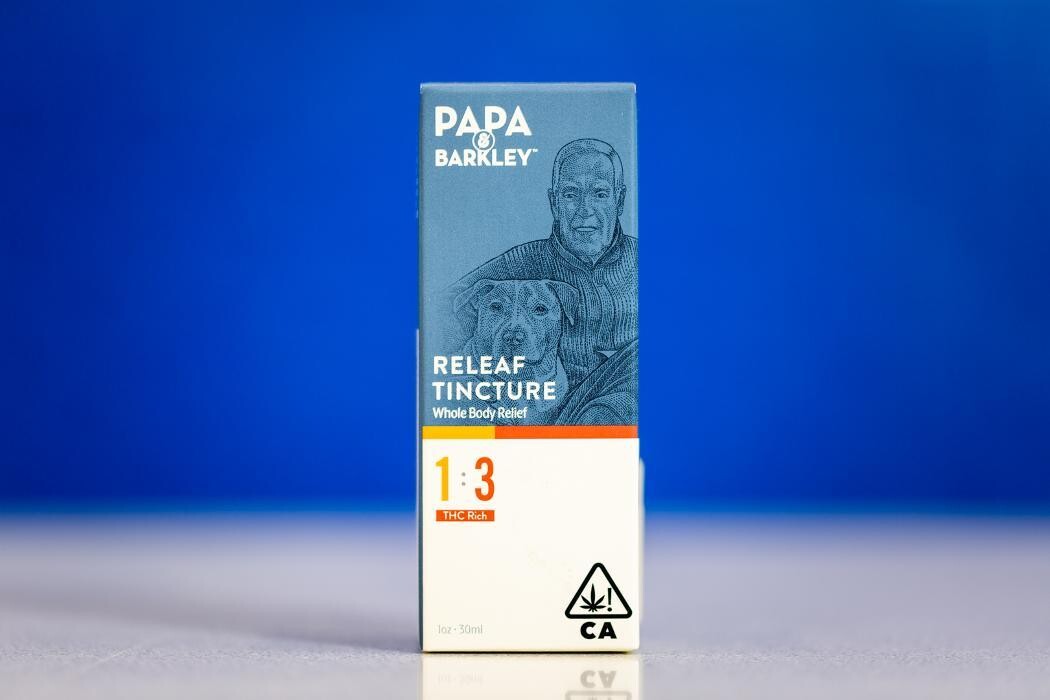 PAPA
&
BARKLEY™
RELEAF
TINCTURE
Whole Body Relief
1:3
THC Rich
1oz · 30ml
CA